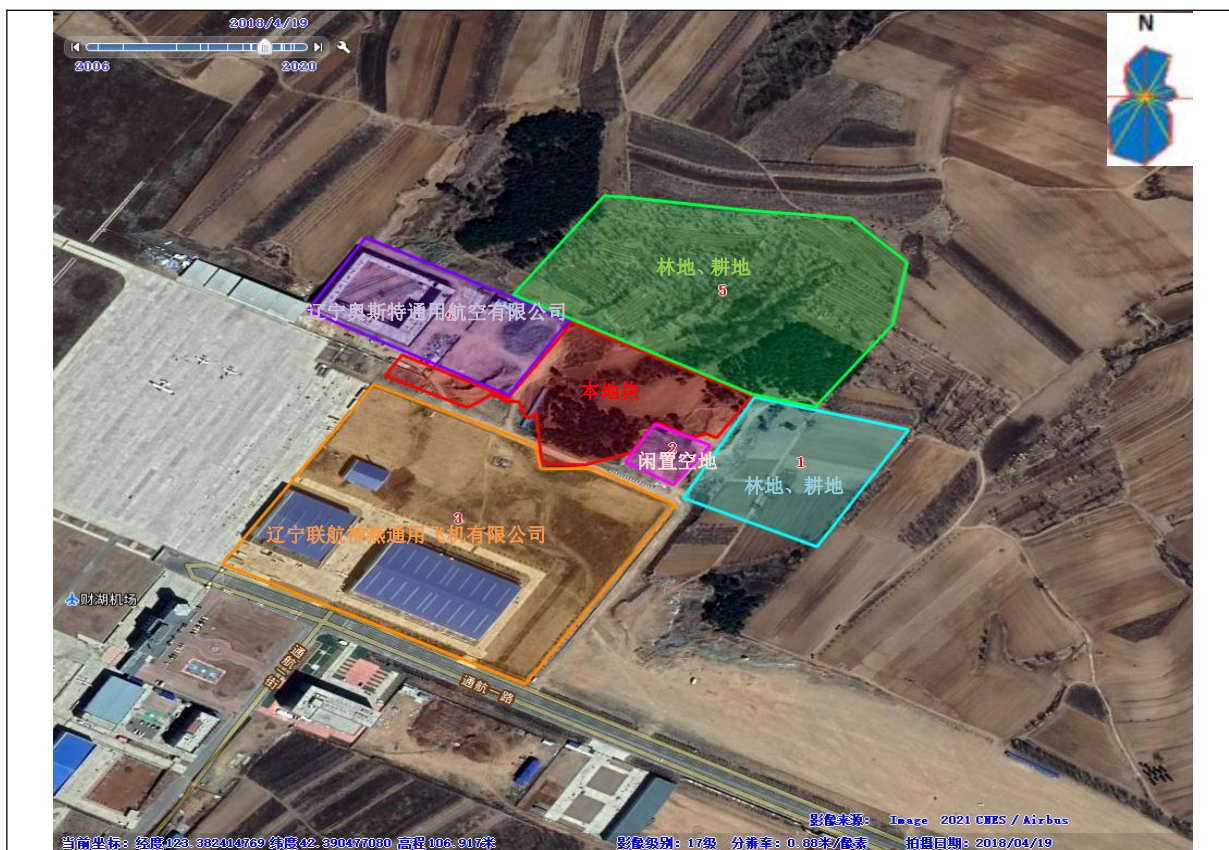 2018/4/19
N
2006
2020
林地、耕地
5
辽宁奥斯特通用航空有限公司
4
本地块
2
闲置空地
1
林地、耕地
3
辽宁联航神燕通用飞机有限公司
财湖机场
通航一路
影像来源: Image 2021 CNES / Airbus
当前坐标: 经度123.382414769 纬度42.390477080 高程106.917米
影像级别: 17级 分辨率: 0.88米/像素 拍摄日期: 2018/04/19